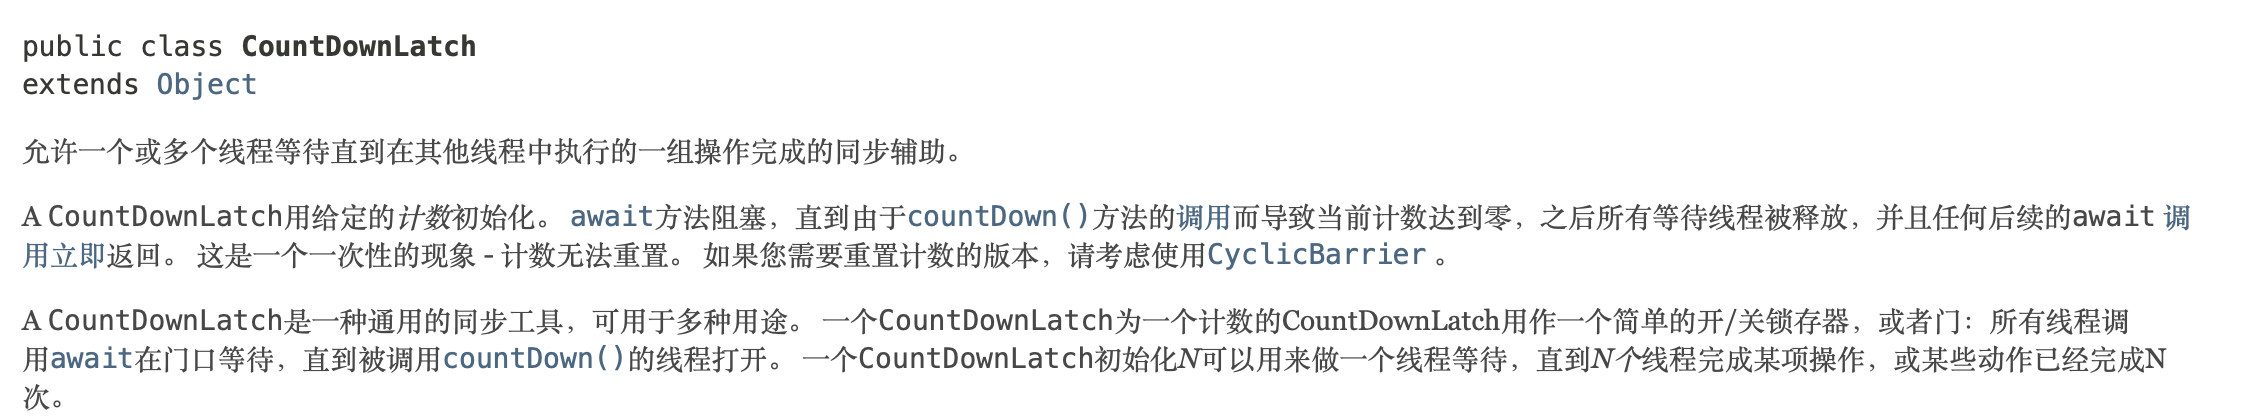 public class CountDownLatch
extends Object
允许一个或多个线程等待直到在其他线程中执行的一组操作完成的同步辅助。
A CountDownLatch用给定的计数初始化。 await方法阻塞，直到由于countDown()方法的调用而导致当前计数达到零，之后所有等待线程被释放，并且任何后续的await 调
用立即返回。 这是一个一次性的现象 - 计数无法重置。 如果您需要重置计数的版本，请考虑使用CyclicBarrier 。
A CountDownLatch是一种通用的同步工具，可用于多种用途。 一个CountDownLatch为一个计数的CountDownLatch用作一个简单的开/关锁存器，或者门：所有线程调
用await在门口等待，直到被调用countDown()的线程打开。 一个CountDownLatch初始化N可以用来做一个线程等待，直到N个线程完成某项操作，或某些动作已经完成N
次。